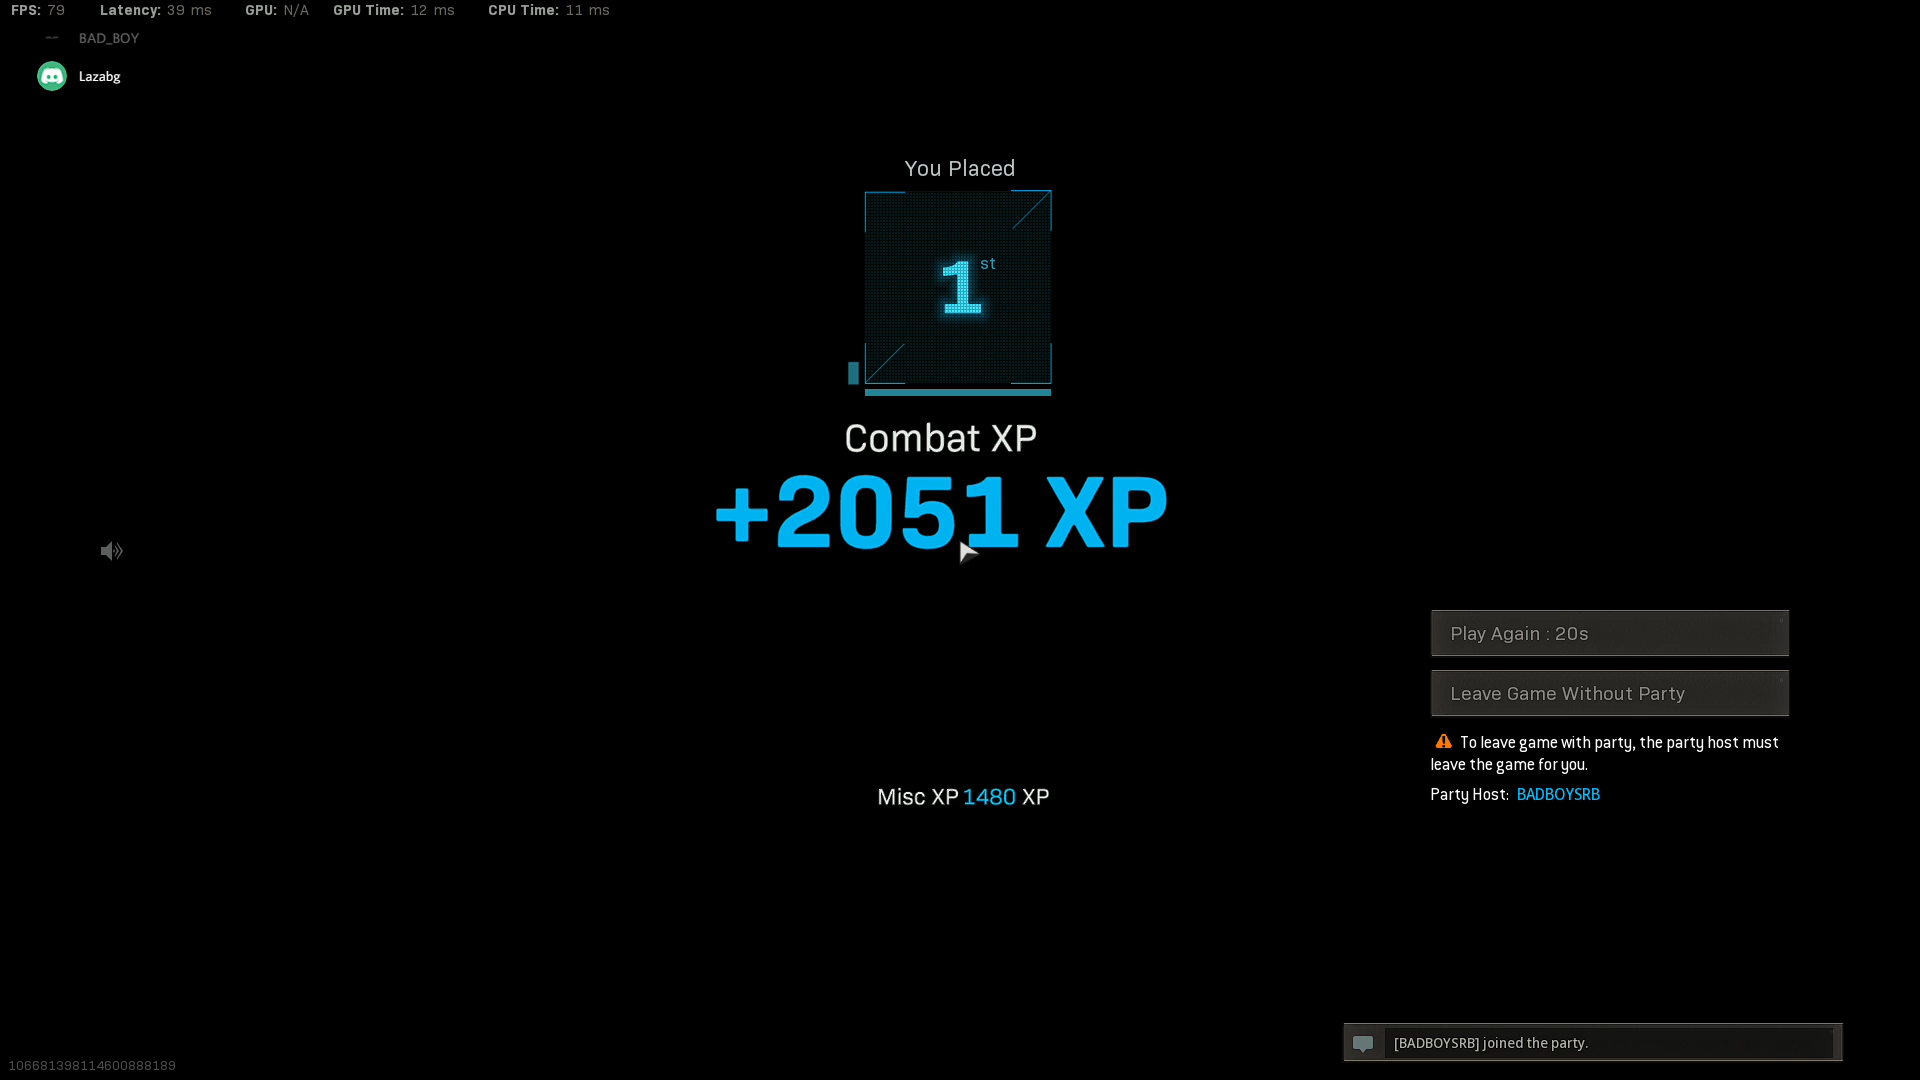 FPS: 79 Latency: 39 ms GPU: N/A GPU Time: 12 ms CPU Time: 11 ms
-- BAD_BOY
Lazabg
You Placed
1st
Combat XP
+2051 XP
Play Again : 20s
Leave Game Without Party
To leave game with party, the party host must
leave the game for you.
Party Host: BADBOYSRB
Misc XP 1480 XP
[BADBOYSRB] joined the party.
106681398114600888189